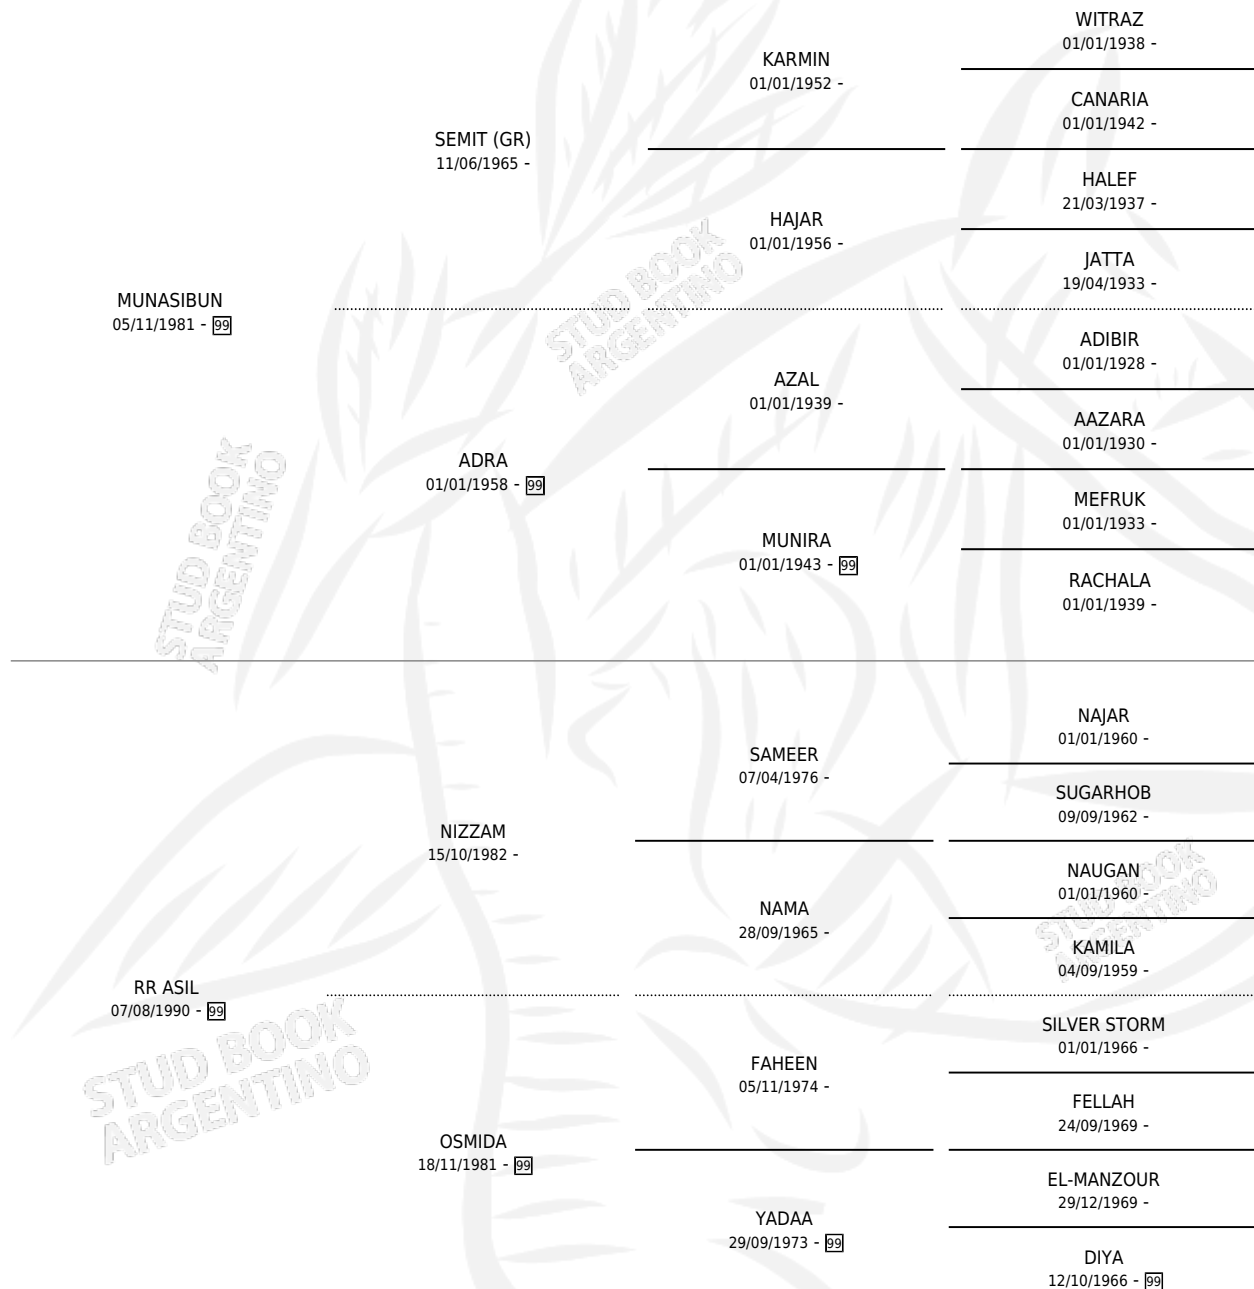 WITRAZ
01/01/1938 -
KARMIN
01/01/1952 -
CANARIA
01/01/1942 -
SEMIT (GR)
11/06/1965 -
HALEF
21/03/1937 -
HAJAR
01/01/1956 -
JATTA
19/04/1933 -
MUNASIBUN
05/11/1981 - 99
ADIBIR
01/01/1928 -
AZAL
01/01/1939 -
AAZARA
01/01/1930 -
ADRA
01/01/1958 - 99
MEFRUK
01/01/1933 -
MUNIRA
01/01/1943 - 99
RACHALA
01/01/1939 -
NAJAR
01/01/1960 -
SAMEER
07/04/1976 -
SUGARHOB
09/09/1962 -
NIZZAM
15/10/1982 -
NAUGAN
01/01/1960 -
NAMA
28/09/1965 -
KAMILA
04/09/1959 -
RR ASIL
07/08/1990 - 99
SILVER STORM
01/01/1966 -
FAHEEN
05/11/1974 -
FELLAH
24/09/1969 -
OSMIDA
18/11/1981 - 99
EL-MANZOUR
29/12/1969 -
YADAA
29/09/1973 - 99
DIYA
12/10/1966 - 99
STUD BOOK
ARGENTINO
STUD BOOK
ARGENTINO
STUD BOOK
ARGENTINO
STUD BOOK
ARGENTINO